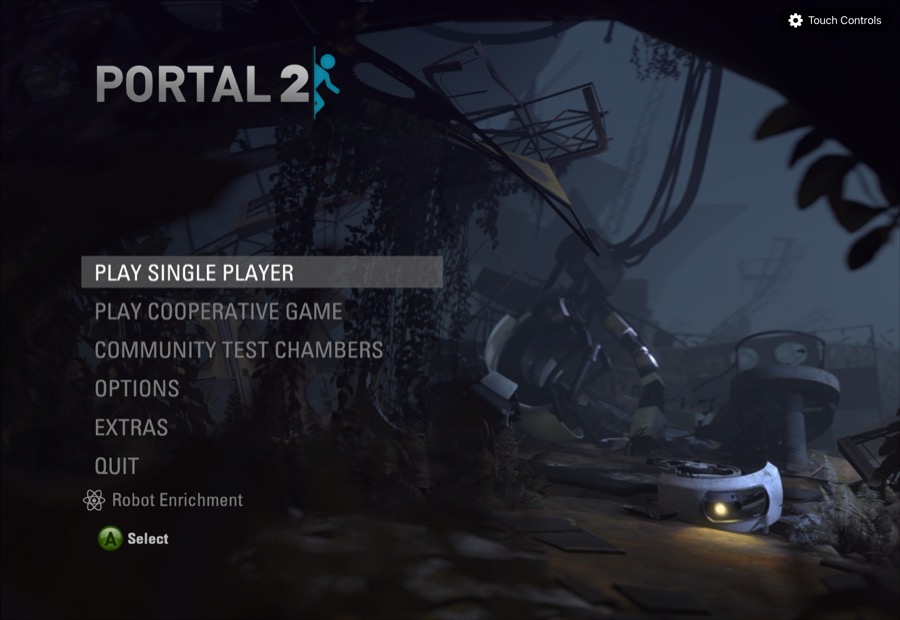 Touch Controls
PORTAL 2
PLAY SINGLE PLAYER
PLAY COOPERATIVE GAME
COMMUNITY TEST CHAMBERS
OPTIONS
EXTRAS
QUIT
Robot Enrichment
A Select